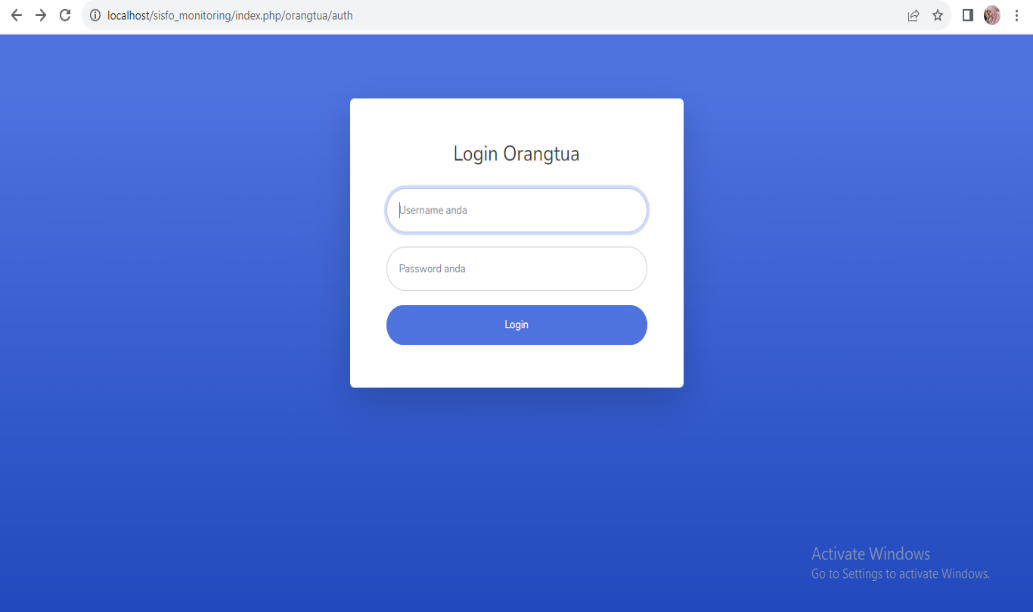 localhost/sisfo_monitoring/index.php/orangtua/auth
Login Orangtua
Username anda
Password anda
Login
Activate Windows
Go to Settings to activate Windows.